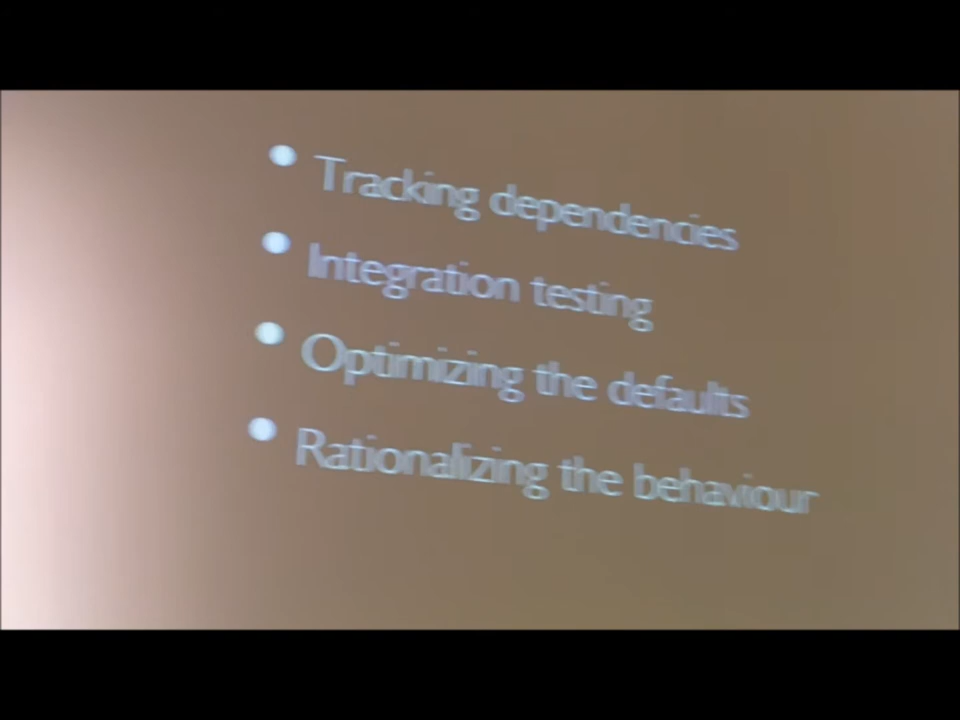 • Tracking dependencies
• Integration testing
• Optimizing the defaults
• Rationalizing the behaviour